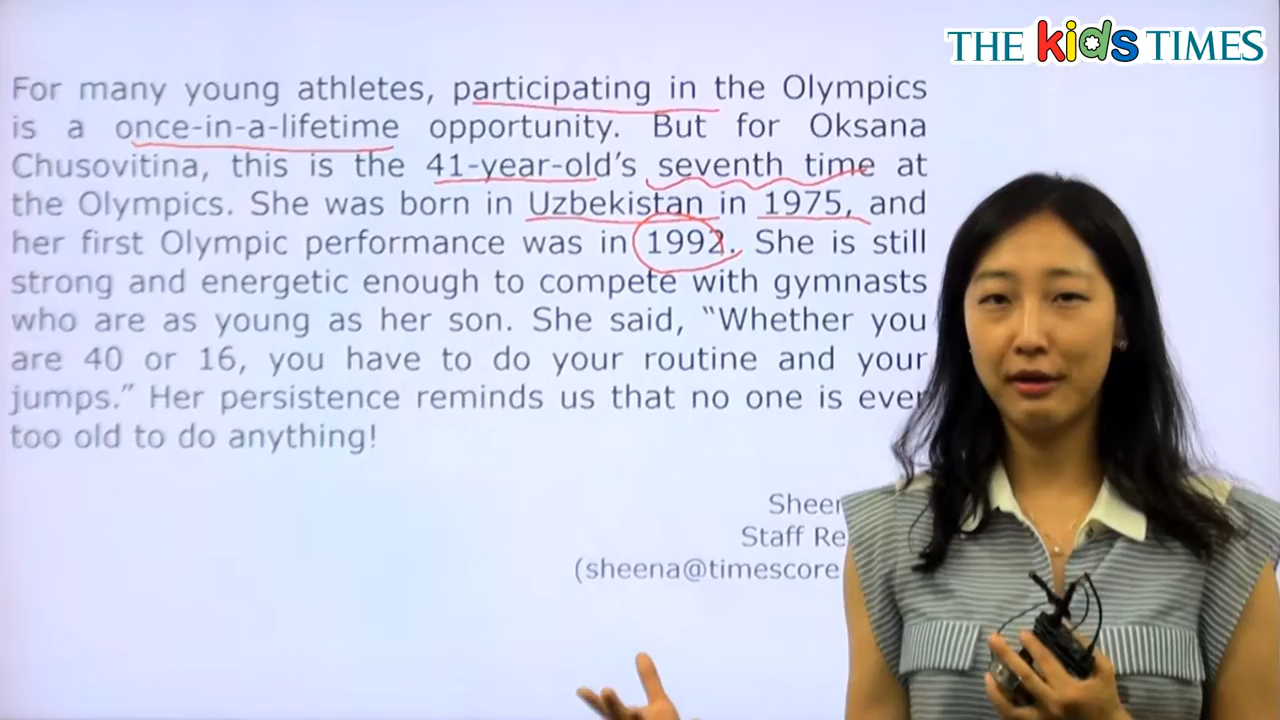 THE kids TIMES
For many young athletes, participating in the Olympics
is a once-in-a-lifetime opportunity. But for Oksana
Chusovitina, this is the 41-year-old's seventh time at
the Olympics. She was born in Uzbekistan in 1975, and
her first Olympic performance was in 1992. She is still
strong and energetic enough to compete with gymnasts
who are as young as her son. She said, “Whether you
are 40 or 16, you have to do your routine and your
jumps.” Her persistence reminds us that no one is ever
too old to do anything!
Sheen
Staff Re
(sheena@timescore